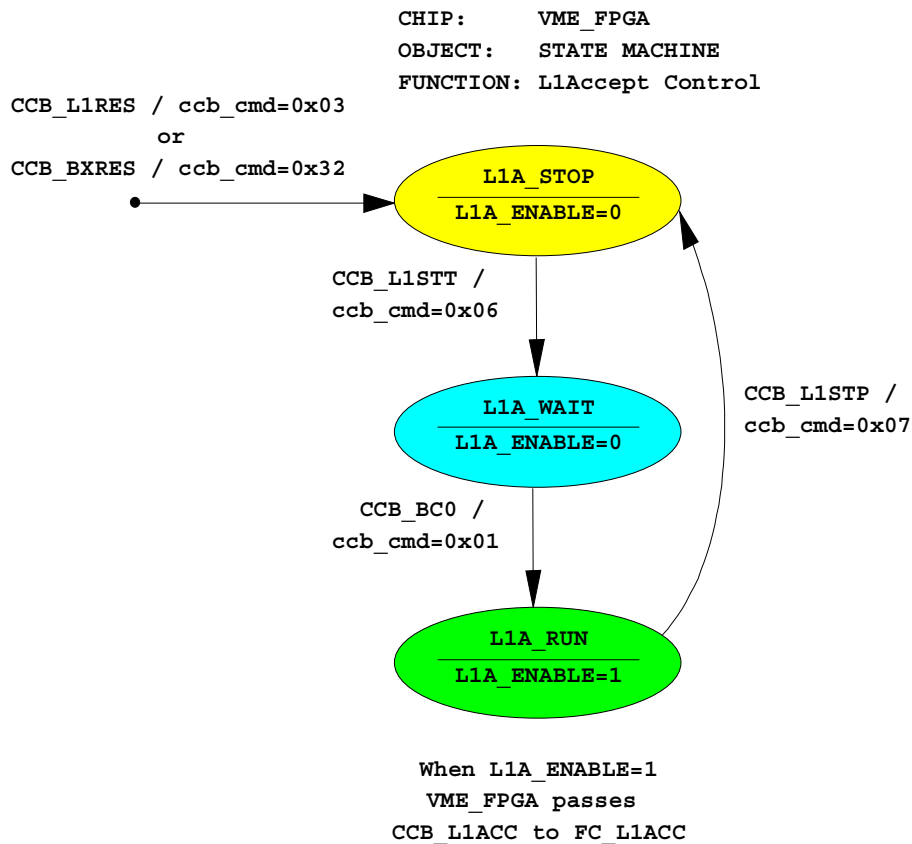 CHIP: VME_FPGA
OBJECT: STATE MACHINE
FUNCTION: L1Accept Control
CCB_L1RES / ccb_cmd=0x03
or
CCB_BXRES / ccb_cmd=0x32
L1A_STOP
L1A_ENABLE=0
CCB_L1STT /
ccb_cmd=0x06
L1A_WAIT
L1A_ENABLE=0
CCB_L1STP /
ccb_cmd=0x07
CCB_BC0 /
ccb_cmd=0x01
L1A_RUN
L1A_ENABLE=1
When L1A_ENABLE=1
VME_FPGA passes
CCB_L1ACC to FC_L1ACC